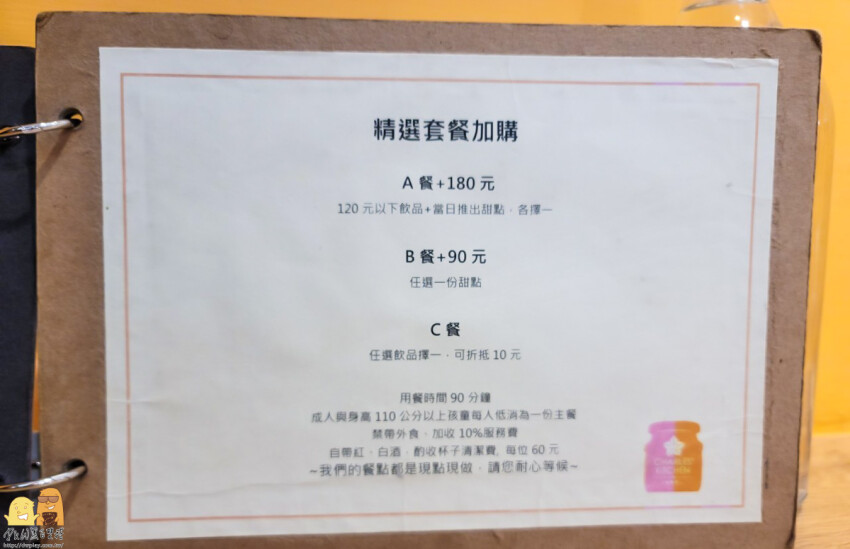 精選套餐加購
A 餐+180 元
120 元以下飲品+當日推出甜點，各擇一
B 餐+90 元
任選一份甜點
C 餐
任選飲品擇一，可折抵 10 元
用餐時間 90 分鐘
成人與身高 110 公分以上孩童每人低消為一份主餐
禁帶外食，加收 10%服務費
自帶紅、白酒，酌收杯子清潔費, 每位 60 元
~我們的餐點都是現點現做，請您耐心等候~